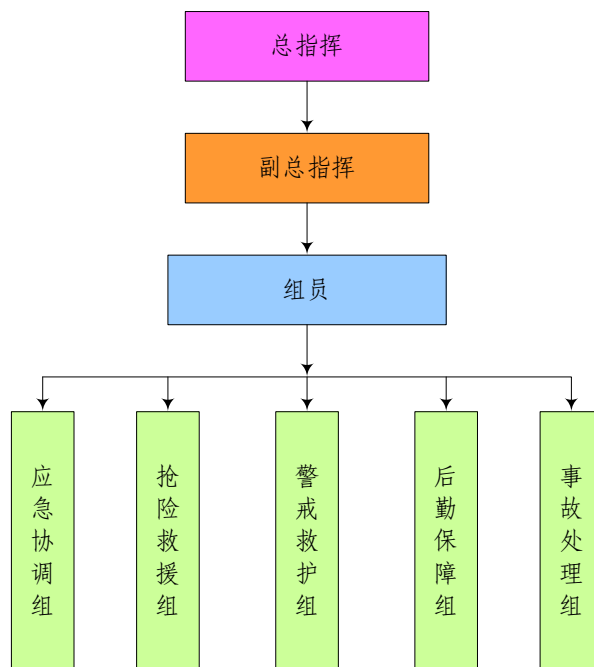 总指挥
副总指挥
组员
应急协调组
抢险救援组
警戒救护组
后勤保障组
事故处理组